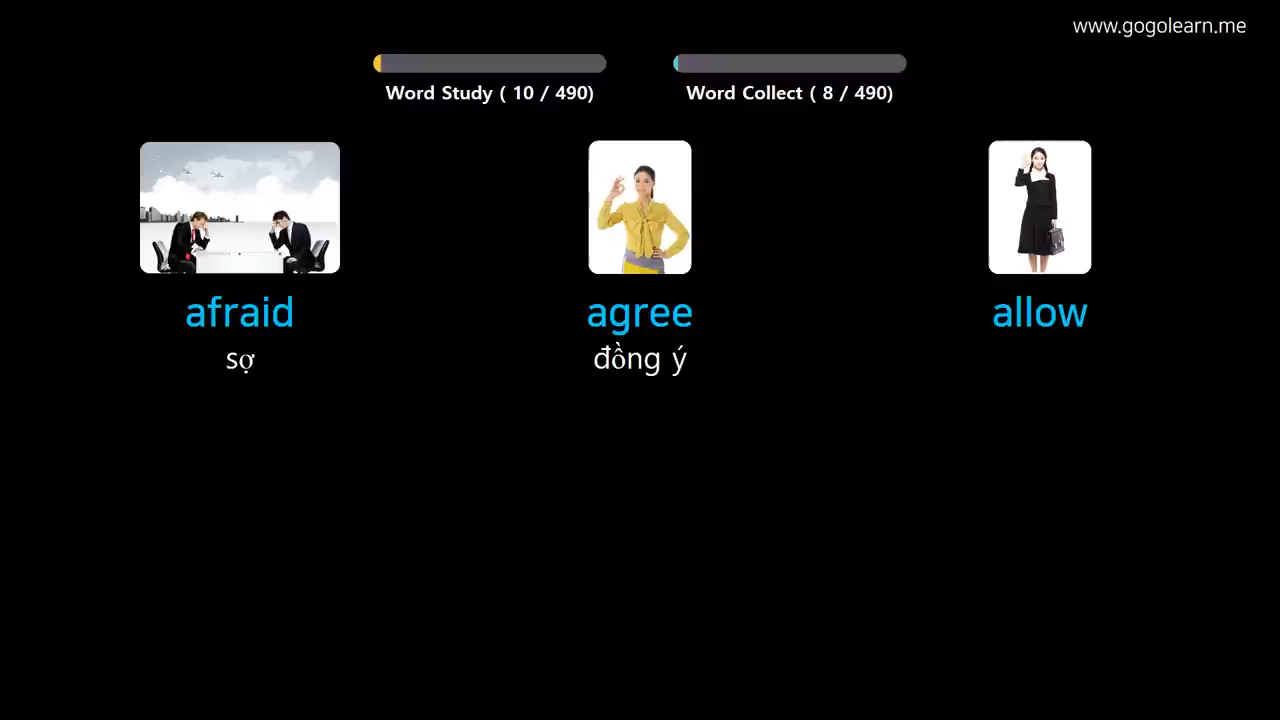 www.gogolearn.me
Word Study ( 10 / 490)
Word Collect ( 8 / 490)
afraid
agree
allow
sợ
đồng ý